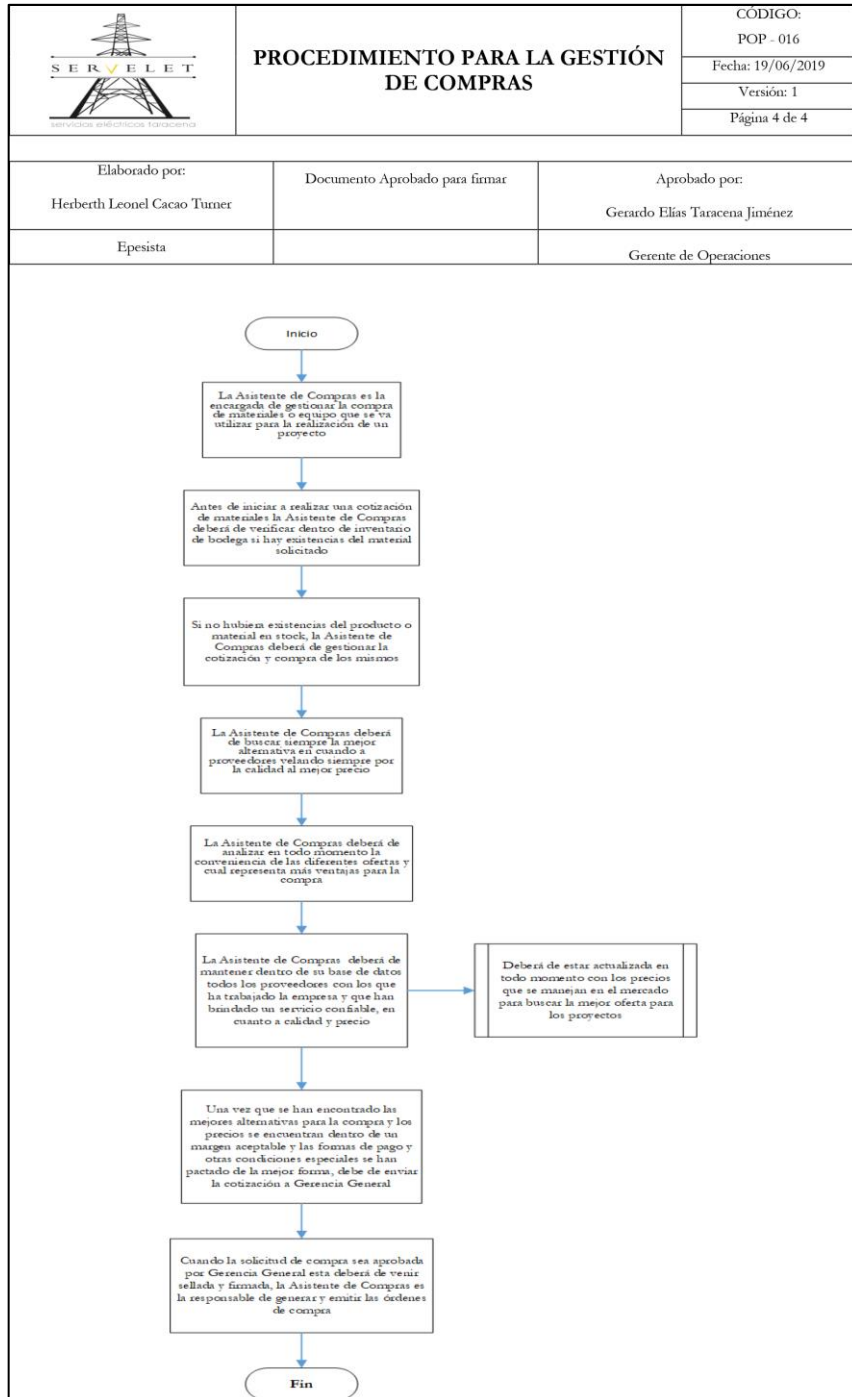 SERVELET
servicios eléctricos taracena
PROCEDIMIENTO PARA LA GESTIÓN
DE COMPRAS
CÓDIGO:
POP - 016
Fecha: 19/06/2019
Versión: 1
Página 4 de 4
Elaborado por:
Herberth Leonel Cacao Turner
Documento Aprobado para firmar
Aprobado por:
Gerardo Elías Taracena Jiménez
Epesista
Gerente de Operaciones
Inicio
La Asistente de Compras es la
encargada de gestionar la compra
de materiales o equipo que se va
utilizar para la realización de un
proyecto
Antes de iniciar a realizar una cotización
de materiales la Asistente de Compras
deberá de verificar dentro de inventario
de bodega si hay existencias del material
solicitado
Si no hubiera existencias del producto o
material en stock, la Asistente de
Compras deberá de gestionar la
cotización y compra de los mismos
La Asistente de Compras deberá
de buscar siempre la mejor
alternativa en cuando a
proveedores velando siempre por
la calidad al mejor precio
La Asistente de Compras deberá de
analizar en todo momento la
conveniencia de las diferentes ofertas y
cual representa más ventajas para la
compra
La Asistente de Compras deberá de
mantener dentro de su base de datos
todos los proveedores con los que
ha trabajado la empresa y que han
brindado un servicio confiable, en
cuanto a calidad y precio
Deberá de estar actualizada en
todo momento con los precios
que se manejan en el mercado
para buscar la mejor oferta para
los proyectos
Una vez que se han encontrado las
mejores alternativas para la compra y los
precios se encuentran dentro de un
margen aceptable y las formas de pago y
otras condiciones especiales se han
pactado de la mejor forma, debe de enviar
la cotización a Gerencia General
Cuando la solicitud de compra sea aprobada
por Gerencia General esta deberá de venir
sellada y firmada, la Asistente de Compras es
la responsable de generar y emitir las órdenes
de compra
Fin